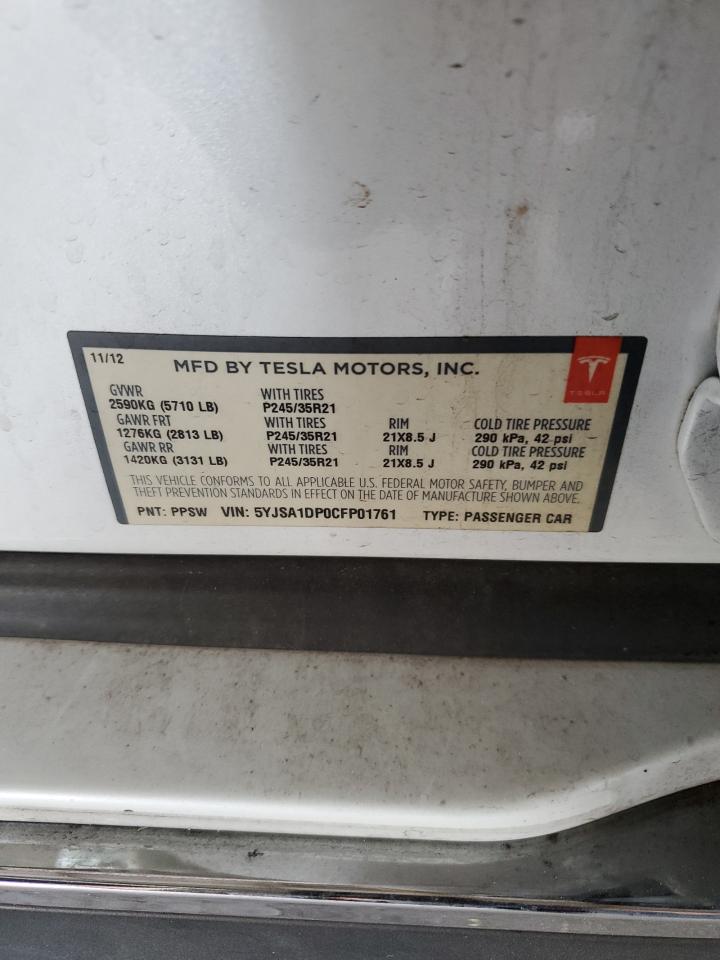 11/12
MFD BY TESLA MOTORS, INC.
TESLA
GVWR WITH TIRES
2590KG (5710 LB) P245/35R21
GAWR FRT WITH TIRES RIM COLD TIRE PRESSURE
1276KG (2813 LB) P245/35R21 21X8.5 J 290 kPa, 42 psi
GAWR RR WITH TIRES RIM COLD TIRE PRESSURE
1420KG (3131 LB) P245/35R21 21X8.5 J 290 kPa, 42 psi
THIS VEHICLE CONFORMS TO ALL APPLICABLE U.S. FEDERAL MOTOR SAFETY, BUMPER AND
THEFT PREVENTION STANDARDS IN EFFECT ON THE DATE OF MANUFACTURE SHOWN ABOVE.
PNT: PPSW VIN: 5YJSA1DP0CFP01761 TYPE: PASSENGER CAR